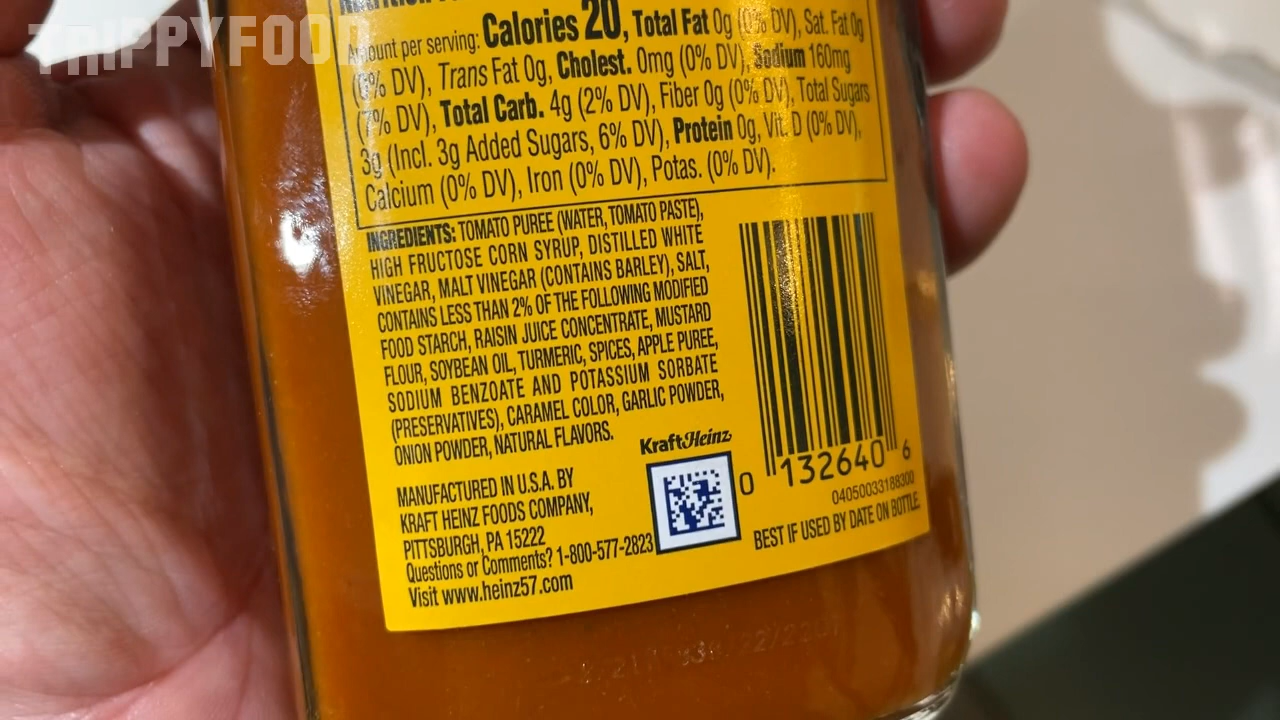 TRIPPYFOOD
Amount per serving: Calories 20, Total Fat 0g (0% DV), Sat. Fat 0g
(0% DV), Trans Fat 0g, Cholest. 0mg (0% DV), Sodium 160mg
(7% DV), Total Carb. 4g (2% DV), Fiber 0g (0% DV), Total Sugars
3g (Incl. 3g Added Sugars, 6% DV), Protein 0g, Vit. D (0% DV),
Calcium (0% DV), Iron (0% DV), Potas. (0% DV).
INGREDIENTS: TOMATO PUREE (WATER, TOMATO PASTE),
HIGH FRUCTOSE CORN SYRUP, DISTILLED WHITE
VINEGAR, MALT VINEGAR (CONTAINS BARLEY), SALT,
CONTAINS LESS THAN 2% OF THE FOLLOWING MODIFIED
FOOD STARCH, RAISIN JUICE CONCENTRATE, MUSTARD
FLOUR, SOYBEAN OIL, TURMERIC, SPICES, APPLE PUREE,
SODIUM BENZOATE AND POTASSIUM SORBATE
(PRESERVATIVES), CARAMEL COLOR, GARLIC POWDER,
ONION POWDER, NATURAL FLAVORS.
KraftHeinz
MANUFACTURED IN U.S.A. BY
KRAFT HEINZ FOODS COMPANY,
PITTSBURGH, PA 15222
Questions or Comments? 1-800-577-2823
Visit www.heinz57.com
0 132640 6
04050033188300
BEST IF USED BY DATE ON BOTTLE.